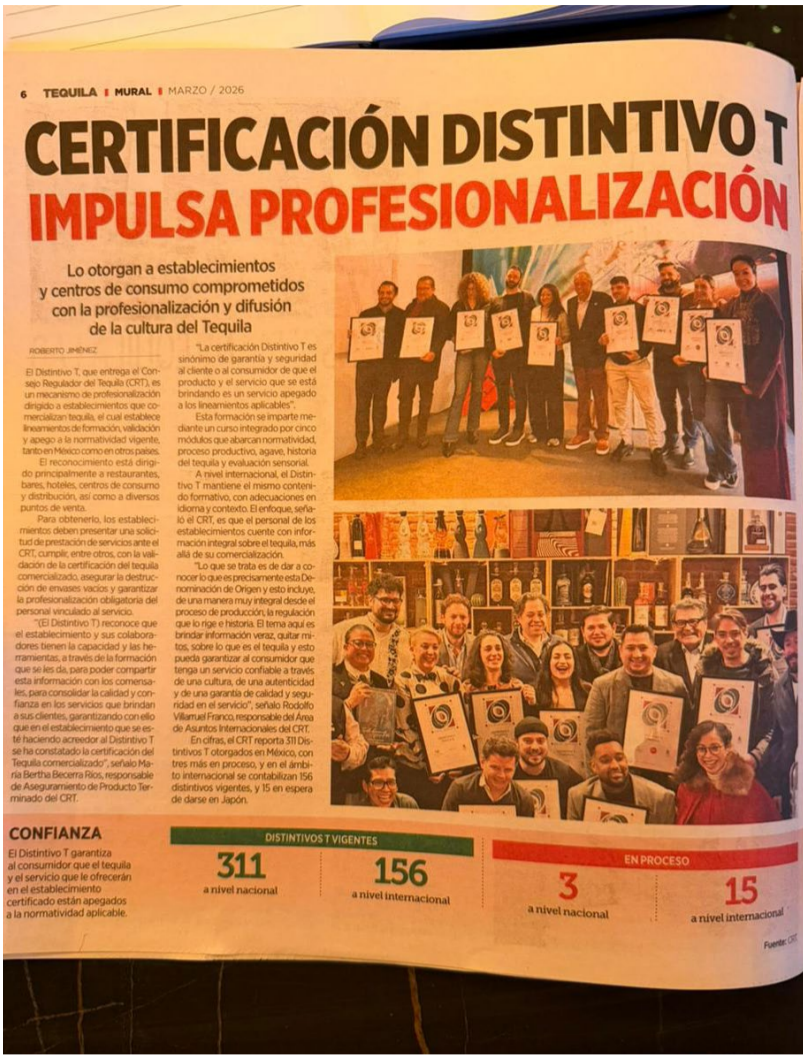 6 TEQUILA MURAL MARZO / 2026
CERTIFICACIÓN DISTINTIVO T
IMPULSA PROFESIONALIZACIÓN
Lo otorgan a establecimientos
y centros de consumo comprometidos
con la profesionalización y difusión
de la cultura del Tequila
ROBERTO JIMÉNEZ
El Distintivo T, que entrega el Con-
sejo Regulador del Tequila (CRT), es
un mecanismo de profesionalización
dirigido a establecimientos que co-
mercializan tequila, el cual establece
lineamientos de formación, validación
y apego a la normatividad vigente,
tanto en México como en otros países.
El reconocimiento está dirigi-
do principalmente a restaurantes,
bares, hoteles, centros de consumo
y distribución, así como a diversos
puntos de venta.
Para obtenerlo, los estableci-
mientos deben presentar una solici-
tud de prestación de servicios ante el
CRT, cumplir, entre otros, con la vali-
dación de la certificación del tequila
comercializado, asegurar la destruc-
ción de envases vacíos y garantizar
la profesionalización obligatoria del
personal vinculado al servicio.
"(El Distintivo T) reconoce que
el establecimiento y sus colabora-
dores tienen la capacidad y las he-
rramientas, a través de la formación
que se les da, para poder compartir
esta información con los comensa-
les, para consolidar la calidad y con-
fianza en los servicios que brindan
a sus clientes, garantizando con ello
que en el establecimiento que se es-
té haciendo acreedor al Distintivo T
se ha constatado la certificación del
Tequila comercializado", señalo Ma-
ría Bertha Becerra Ríos, responsable
de Aseguramiento de Producto Ter-
minado del CRT.
"La certificación Distintivo T es
sinónimo de garantía y seguridad
al cliente o al consumidor de que el
producto y el servicio que se está
brindando es un servicio apegado
a los lineamientos aplicables".
Esta formación se imparte me-
diante un curso integrado por cinco
módulos que abarcan normatividad,
proceso productivo, agave, historia
del tequila y evaluación sensorial.
A nivel internacional, el Distin-
tivo T mantiene el mismo conteni-
do formativo, con adecuaciones en
idioma y contexto. El enfoque, seña-
ló el CRT, es que el personal de los
establecimientos cuente con infor-
mación integral sobre el tequila, más
allá de su comercialización.
"Lo que se trata es de dar a co-
nocer lo que es precisamente esta De-
nominación de Origen y esto incluye,
de una manera muy integral desde el
proceso de producción, la regulación
que lo rige e historia. El tema aquí es
brindar información veraz, quitar mi-
tos, sobre lo que es el tequila y esto
pueda garantizar al consumidor que
tenga un servicio confiable a través
de una cultura, de una autenticidad
y de una garantía de calidad y segu-
ridad en el servicio", señaló Rodolfo
Villarruel Franco, responsable del Área
de Asuntos Internacionales del CRT.
En cifras, el CRT reporta 311 Dis-
tintivos T otorgados en México, con
tres más en proceso, y en el ámbi-
to internacional se contabilizan 156
distintivos vigentes, y 15 en espera
de darse en Japón.
CONFIANZA
El Distintivo T garantiza
al consumidor que el tequila
y el servicio que le ofrecerán
en el establecimiento
certificado están apegados
a la normatividad aplicable.
DISTINTIVOS T VIGENTES
311
a nivel nacional
156
a nivel internacional
EN PROCESO
3
a nivel nacional
15
a nivel internacional
Fuente: CRT